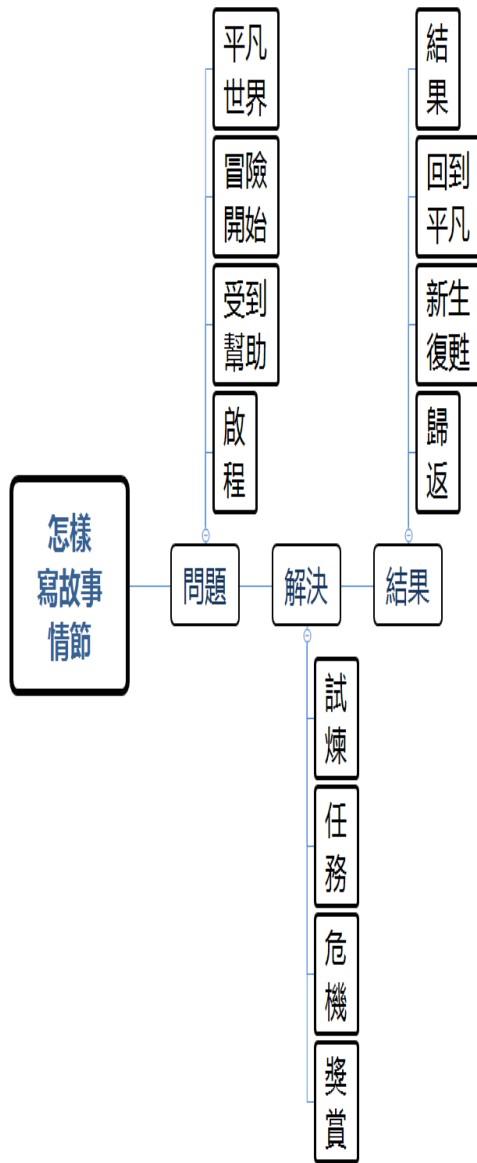 平凡
世界
冒險
開始
受到
幫助
啟
程
結
果
回到
平凡
新生
復甦
歸
返
怎樣
寫故事
情節
問題
解決
結果
試
煉
任
務
危
機
獎
賞